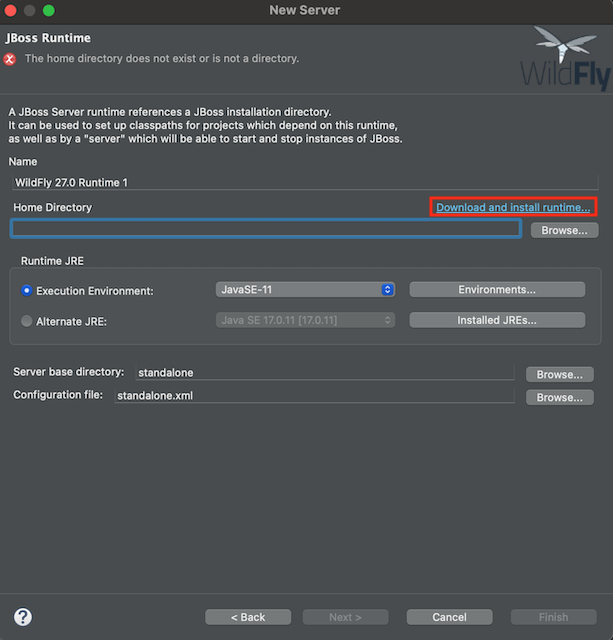 New Server
JBoss Runtime
The home directory does not exist or is not a directory.
WildFly
A JBoss Server runtime references a JBoss installation directory.
It can be used to set up classpaths for projects which depend on this runtime,
as well as by a "server" which will be able to start and stop instances of JBoss.
Name
WildFly 27.0 Runtime 1
Home Directory
Download and install runtime...
Browse...
Runtime JRE
Execution Environment:
JavaSE-11
Environments...
Alternate JRE:
Java SE 17.0.11 [17.0.11]
Installed JREs...
Server base directory:
standalone
Browse...
Configuration file:
standalone.xml
Browse...
?
< Back
Next >
Cancel
Finish